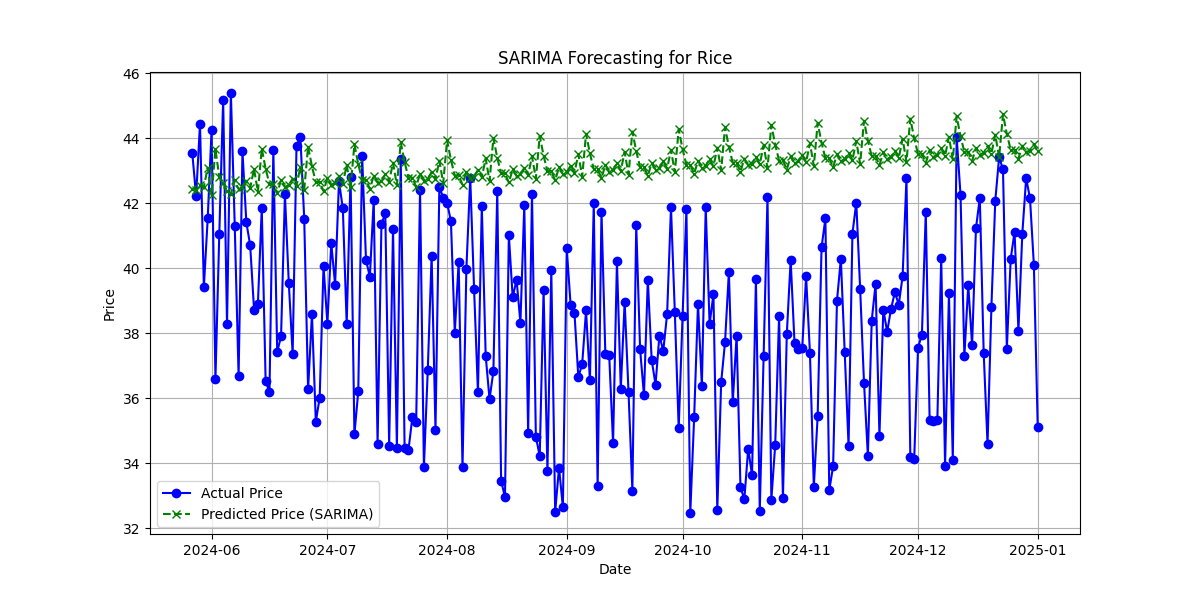 SARIMA Forecasting for Rice
46
44
42
40
38
36
34
32
Price
Actual Price
Predicted Price (SARIMA)
2024-06 2024-07 2024-08 2024-09 2024-10 2024-11 2024-12 2025-01
Date